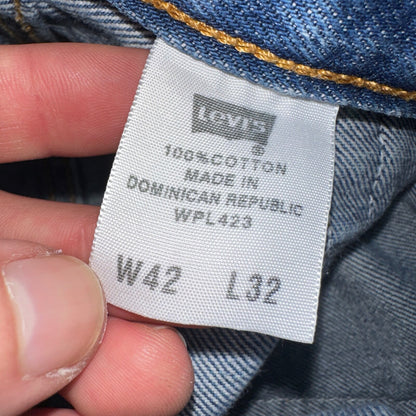 Levi's
100% COTTON
MADE IN
DOMINICAN REPUBLIC
WPL423
W42 L32